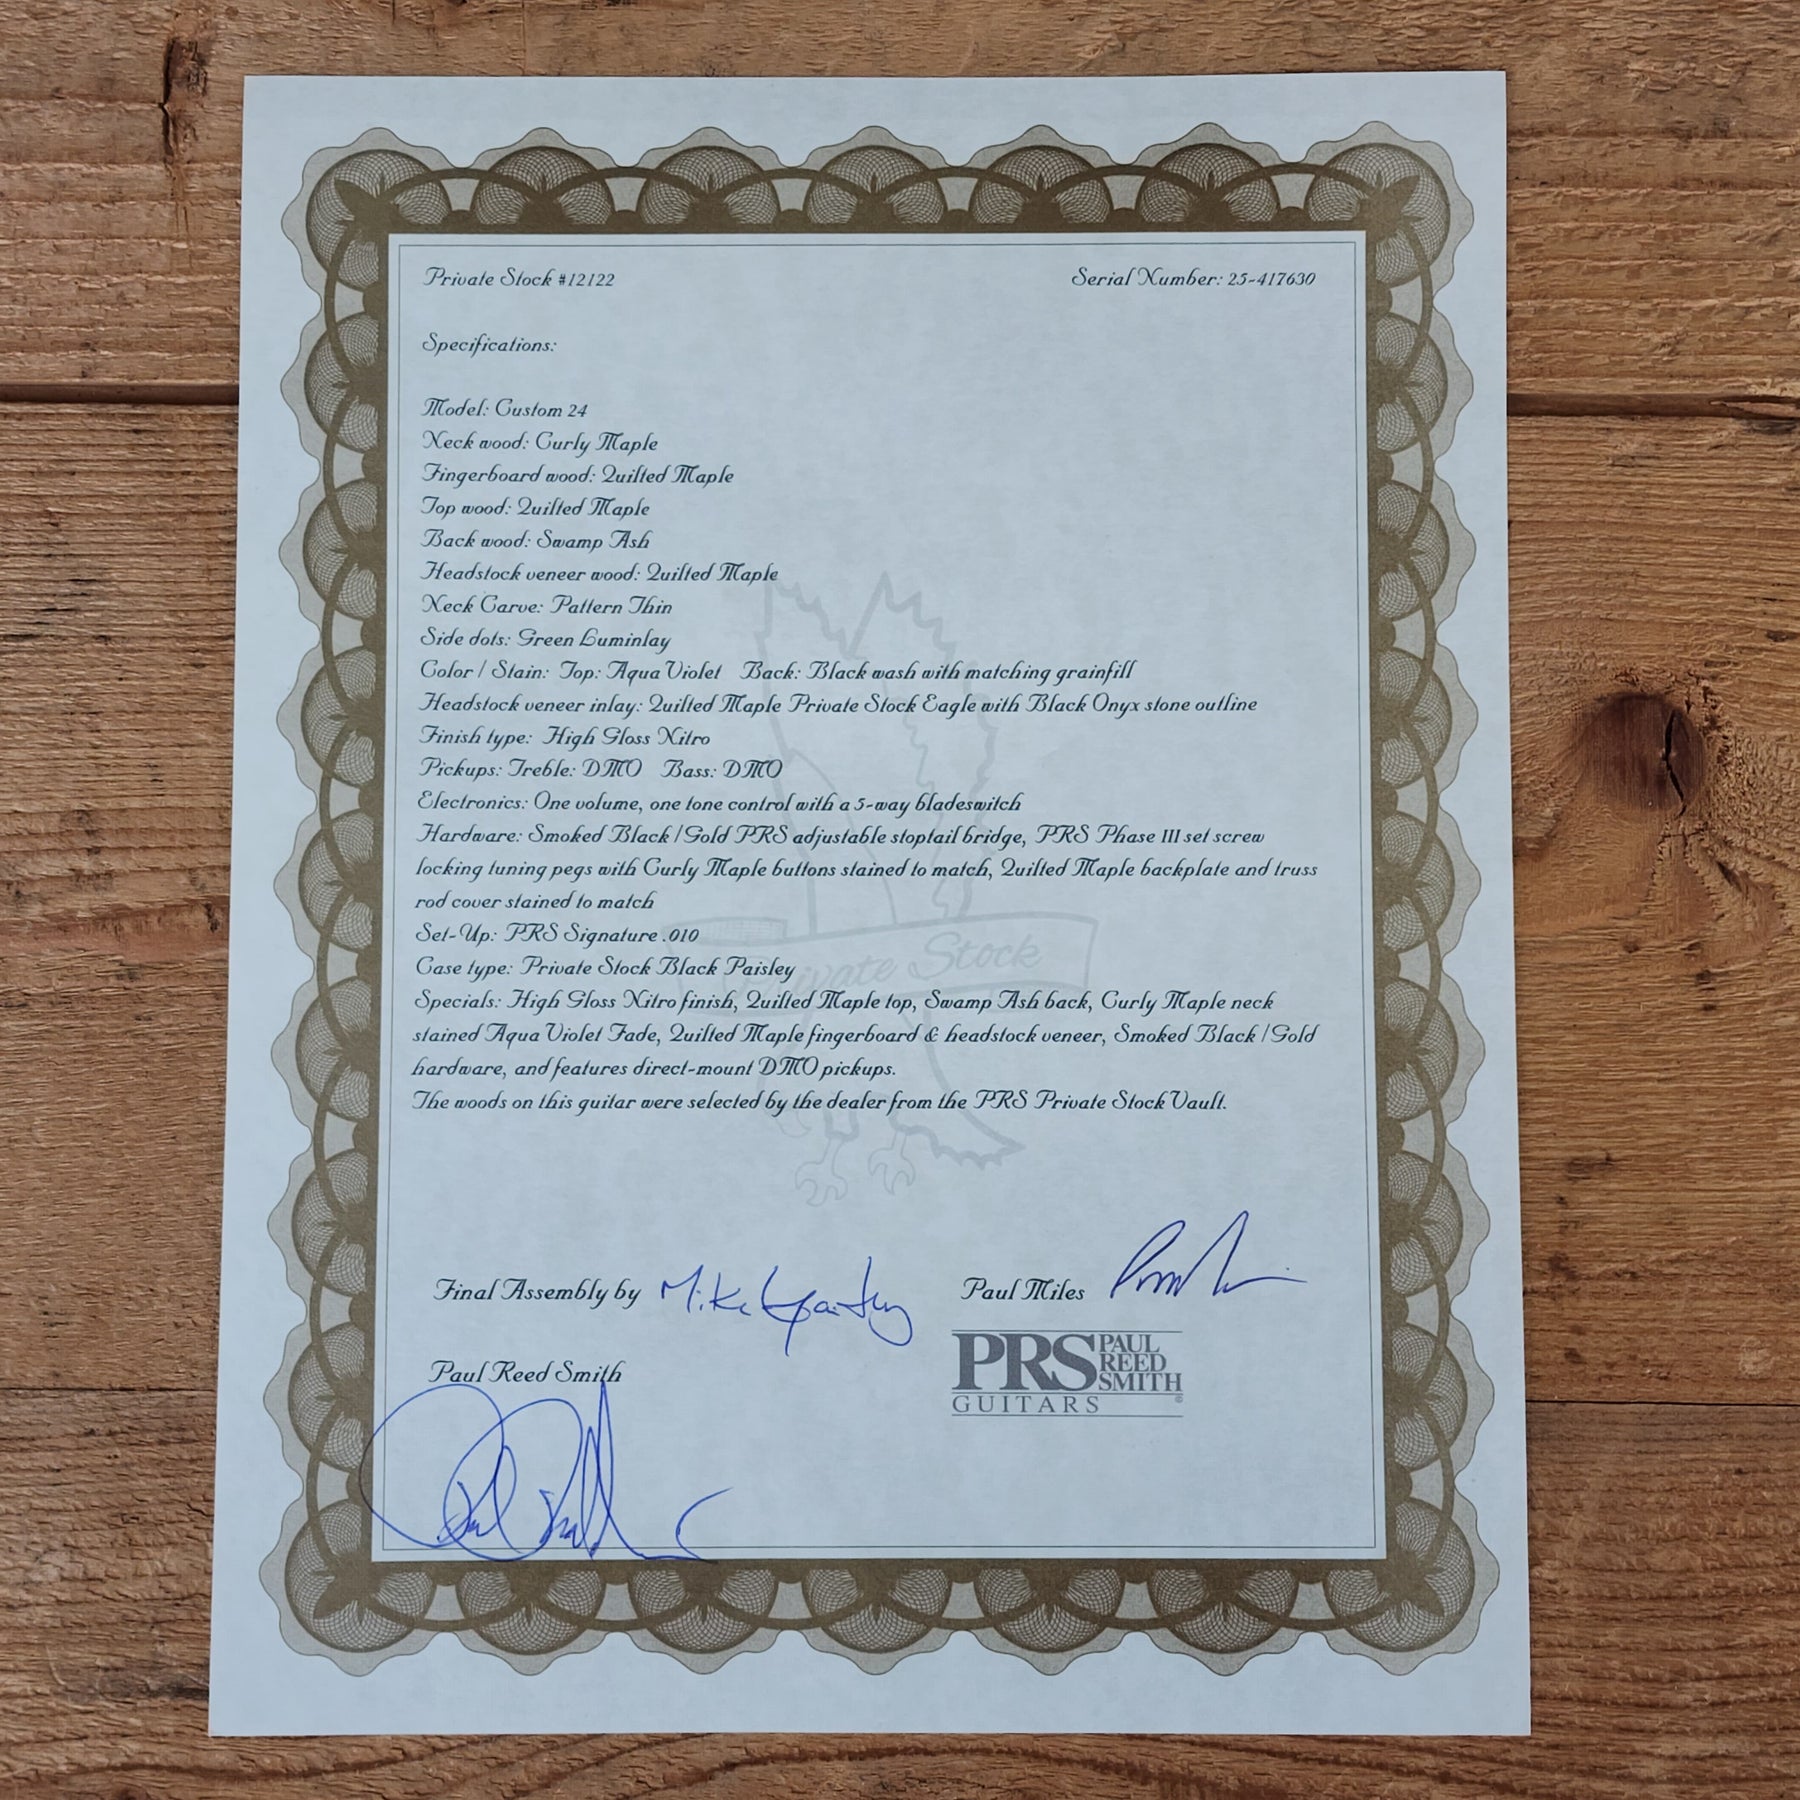 Private Stock #12122
Serial Number: 25-417630
Specifications:
Model: Custom 24
Neck wood: Curly Maple
Fingerboard wood: Quilted Maple
Top wood: Quilted Maple
Back wood: Swamp Ash
Headstock veneer wood: Quilted Maple
Neck Carve: Pattern Thin
Side dots: Green Luminlay
Color / Stain: Top: Aqua Violet Back: Black wash with matching grainfill
Headstock veneer inlay: Quilted Maple Private Stock Eagle with Black Onyx stone outline
Finish type: High Gloss Nitro
Pickups: Treble: DMO Bass: DMO
Electronics: One volume, one tone control with a 5-way bladeswitch
Hardware: Smoked Black / Gold PRS adjustable stoptail bridge, PRS Phase III set screw
locking tuning pegs with Curly Maple buttons stained to match, Quilted Maple backplate and truss
rod cover stained to match
Set-Up: PRS Signature .010
Case type: Private Stock Black Paisley
Private Stock
Specials: High Gloss Nitro finish, Quilted Maple top, Swamp Ash back, Curly Maple neck
stained Aqua Violet Fade, Quilted Maple fingerboard & headstock veneer, Smoked Black / Gold
hardware, and features direct-mount DMO pickups.
The woods on this guitar were selected by the dealer from the PRS Private Stock Vault.
Final Assembly by Mike
Paul Miles
Paul Reed Smith
PRS PAUL
REED
SMITH
GUITARS